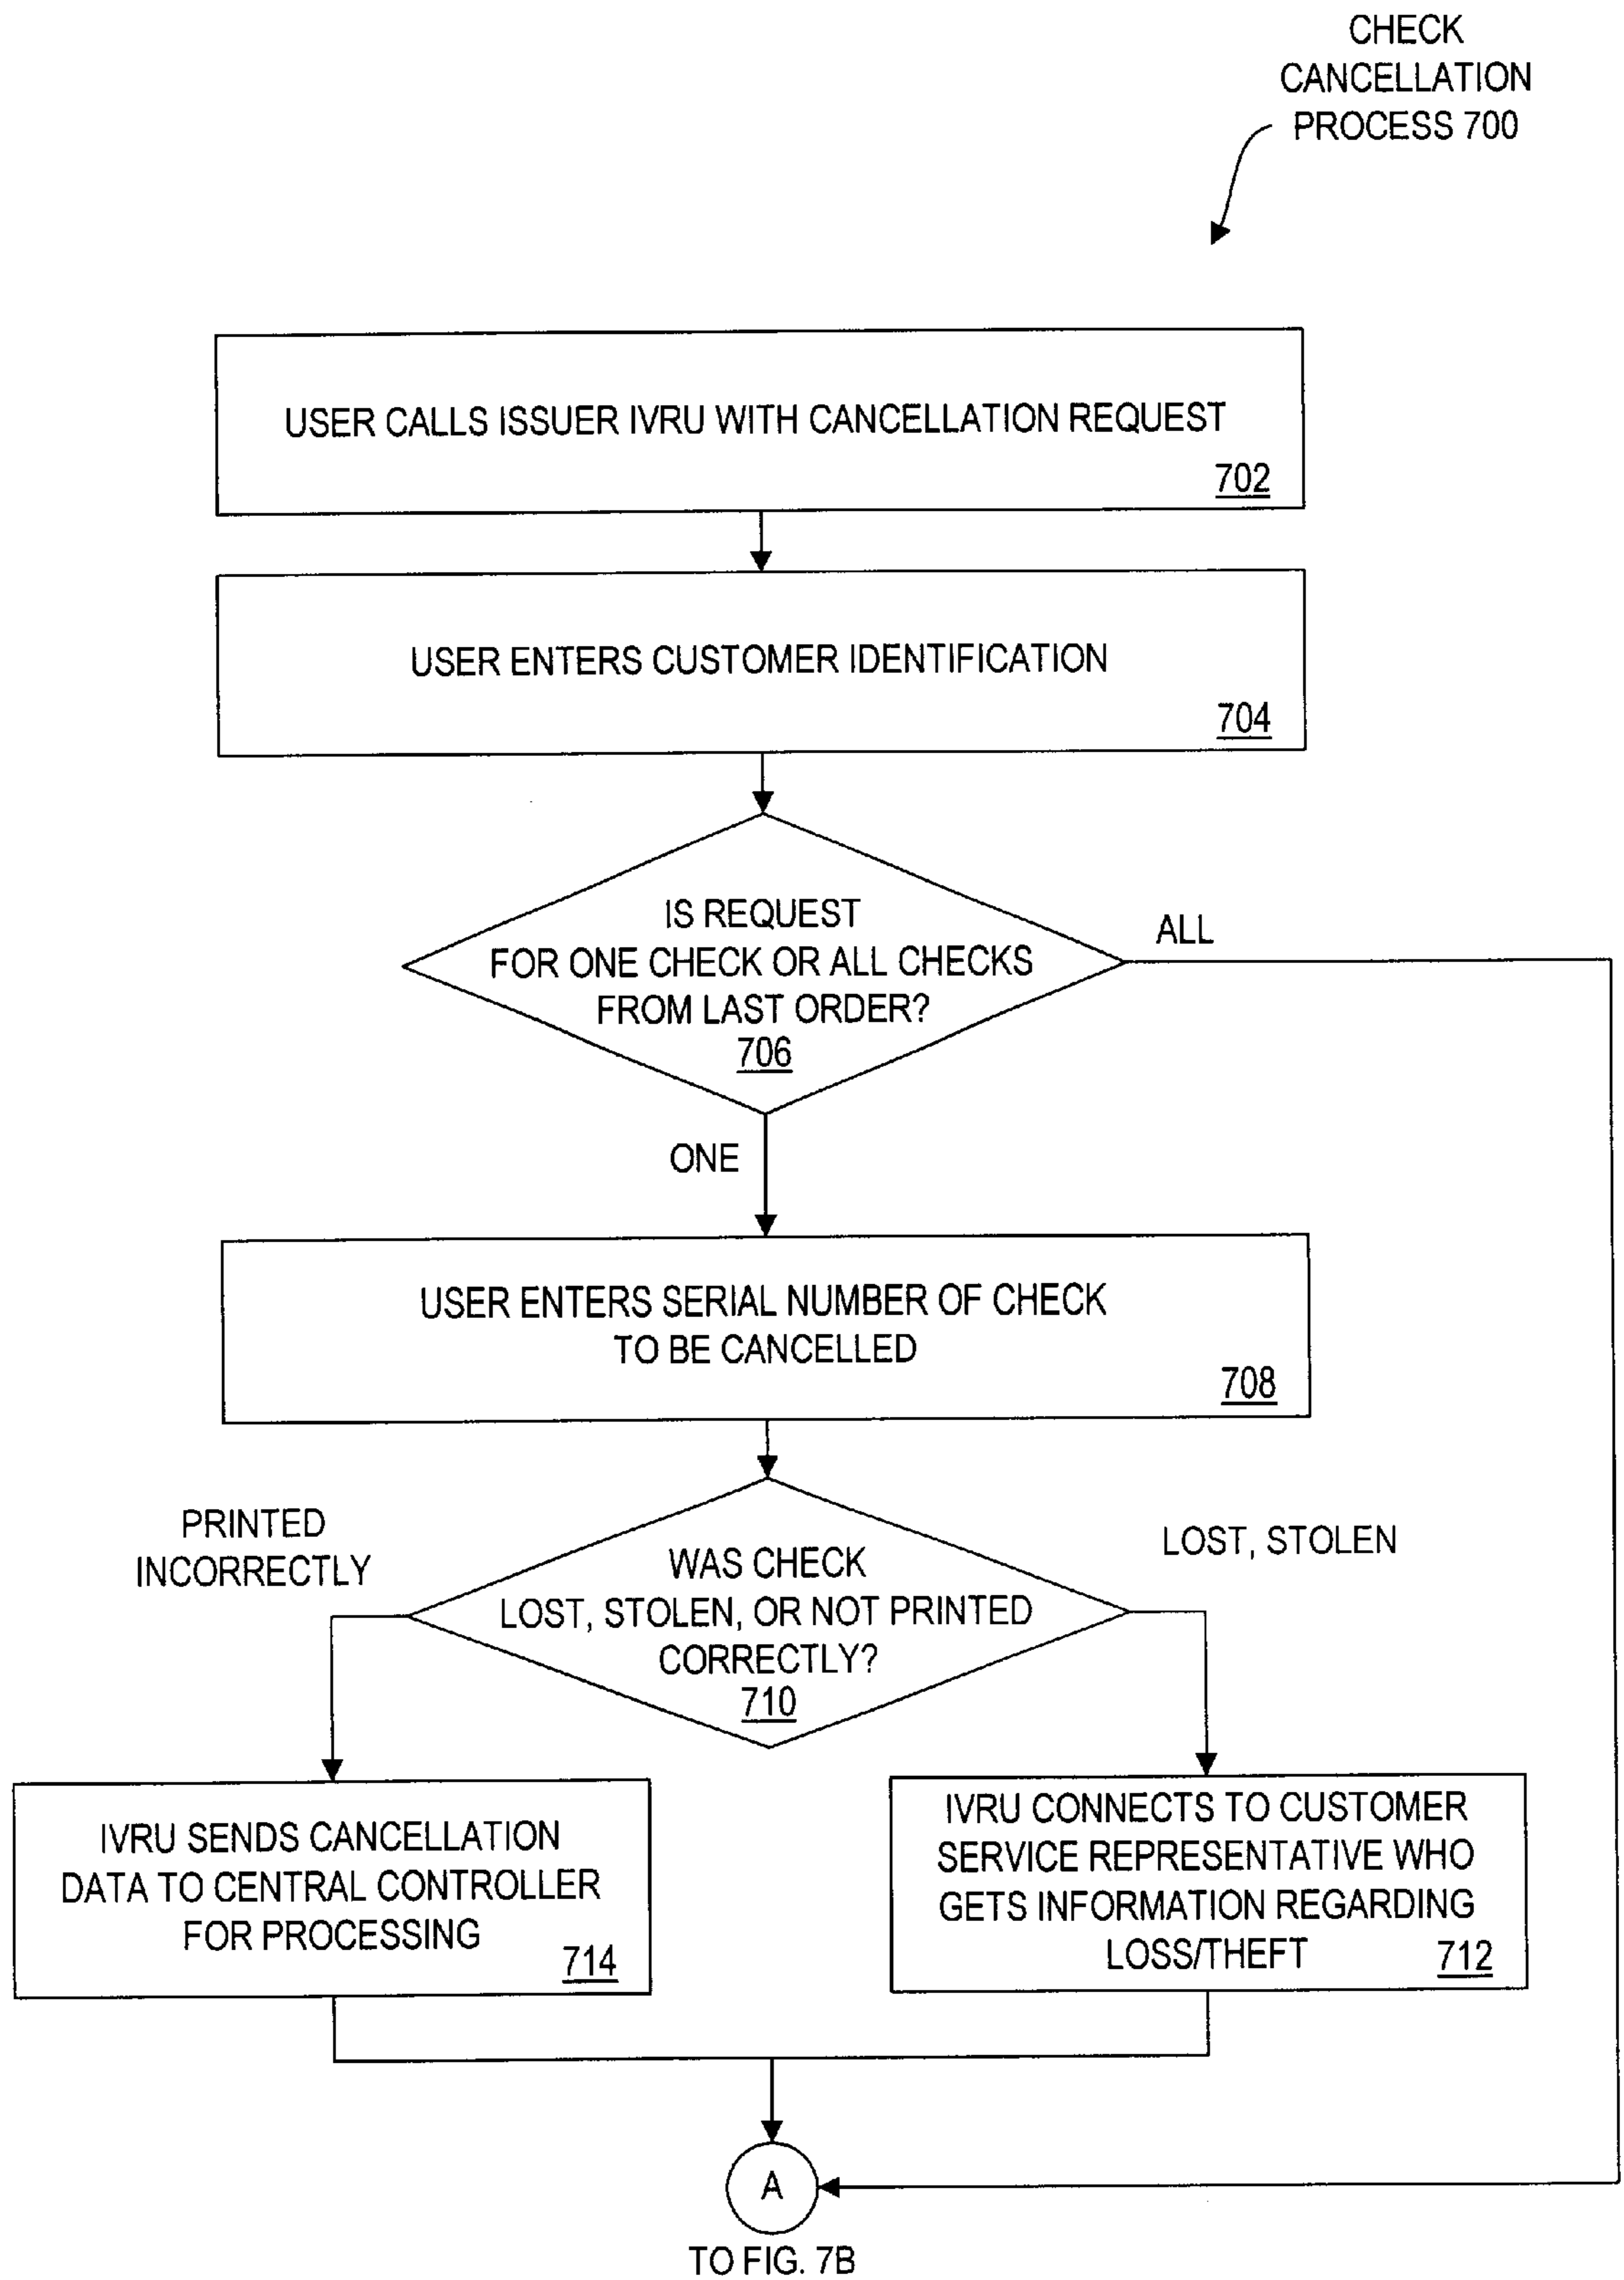 CHECK
CANCELLATION
PROCESS 700
USER CALLS ISSUER IVRU WITH CANCELLATION REQUEST
702
USER ENTERS CUSTOMER IDENTIFICATION
704
IS REQUEST
FOR ONE CHECK OR ALL CHECKS
FROM LAST ORDER?
706
ALL
ONE
USER ENTERS SERIAL NUMBER OF CHECK
TO BE CANCELLED
708
PRINTED
INCORRECTLY
WAS CHECK
LOST, STOLEN, OR NOT PRINTED
CORRECTLY?
710
LOST, STOLEN
IVRU SENDS CANCELLATION
DATA TO CENTRAL CONTROLLER
FOR PROCESSING
714
IVRU CONNECTS TO CUSTOMER
SERVICE REPRESENTATIVE WHO
GETS INFORMATION REGARDING
LOSS/THEFT
712
A
TO FIG. 7B